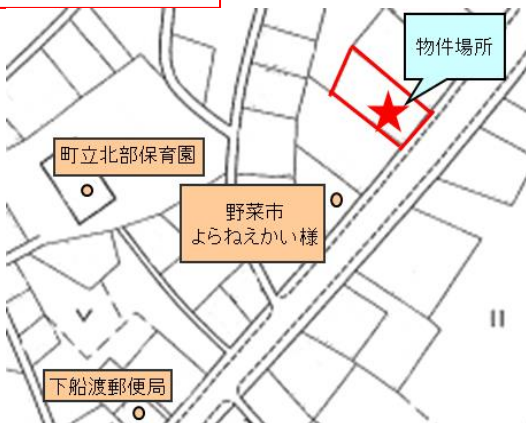 物件場所
町立北部保育園
野菜市
よらねえかい様
下船渡郵便局